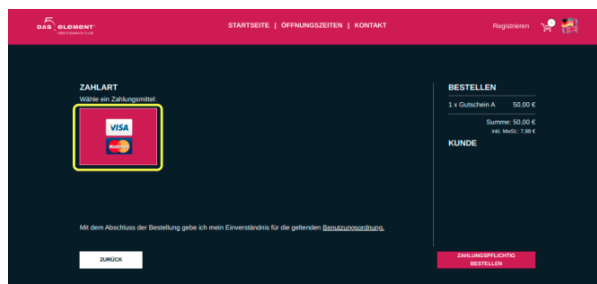 DAS ELEMENT
STARTSEITE | ÖFFNUNGSZEITEN | KONTAKT
Registrieren
ZAHLART
Wähle ein Zahlungsmittel:
VISA
BESTELLEN
1 x Gutschein A 50,00 €
Summe: 50,00 €
inkl. MwSt.: 7,98 €
KUNDE
Mit dem Abschluss der Bestellung gebe ich mein Einverständnis für die geltenden Benutzungsordnung.
ZURÜCK
ZAHLUNGSPFLICHTIG
BESTELLEN